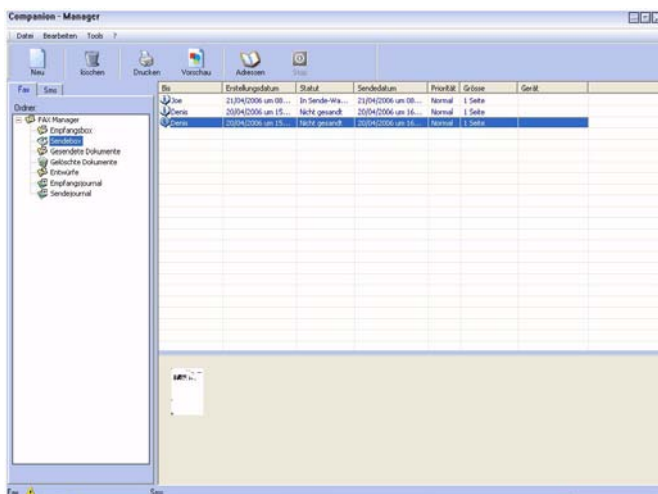 Companion - Manager
Datei Bearbeiten Tools ?
Neu löschen Drucken Vorschau Adressen Stop
Fax Sms
Ordner
FAX Manager
Empfangsbox
Sendebox
Gesendete Dokumente
Gelöschte Dokumente
Entwürfe
Empfangsjournal
Sendejournal
Bis Erstellungsdatum Statut Sendedatum Priorität Grösse Gerät
Joe 21/04/2006 um 08... In Sende-Wa... 21/04/2006 um 08... Normal 1 Seite
Denis 20/04/2006 um 15... Nicht gesandt 20/04/2006 um 16... Normal 1 Seite
Denis 20/04/2006 um 15... Nicht gesandt 20/04/2006 um 16... Normal 1 Seite
Fax Sms